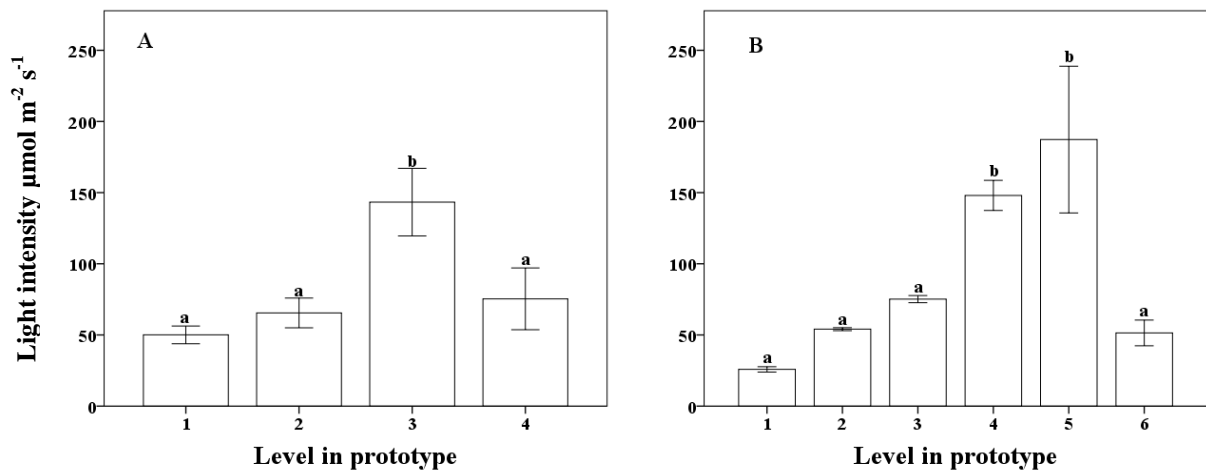 Light intensity µmol m⁻² s⁻¹
A
250
200
150
100
50
0
a
a
b
a
1 2 3 4
Level in prototype
B
250
200
150
100
50
0
a
a
a
b
b
a
1 2 3 4 5 6
Level in prototype